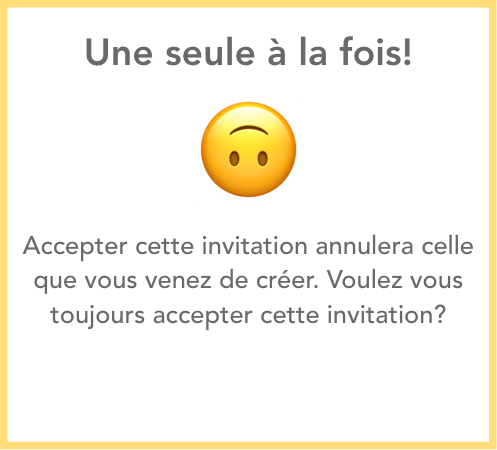 Une seule à la fois!
Accepter cette invitation annulera celle
que vous venez de créer. Voulez vous
toujours accepter cette invitation?